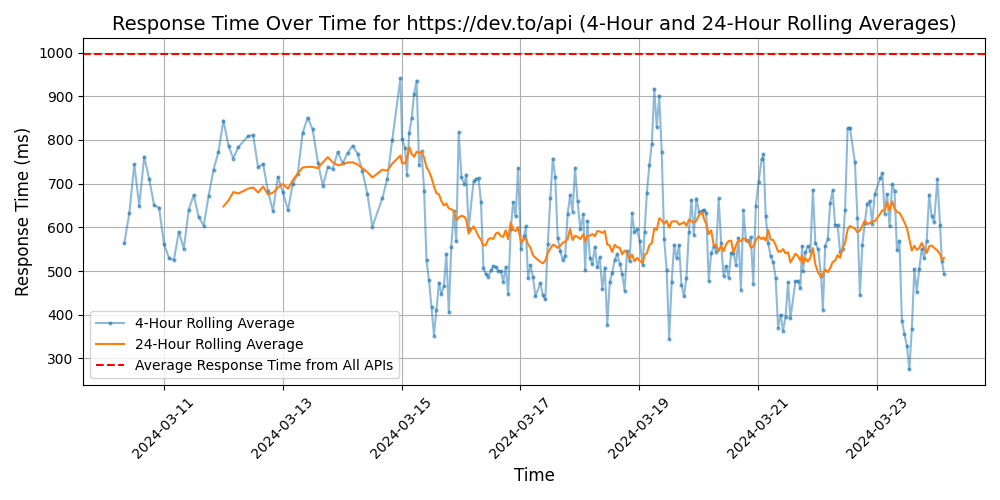 Response Time Over Time for https://dev.to/api (4-Hour and 24-Hour Rolling Averages)
Response Time (ms)
1000
900
800
700
600
500
400
300
4-Hour Rolling Average
24-Hour Rolling Average
Average Response Time from All APIs
2024-03-11
2024-03-13
2024-03-15
2024-03-17
2024-03-19
2024-03-21
2024-03-23
Time